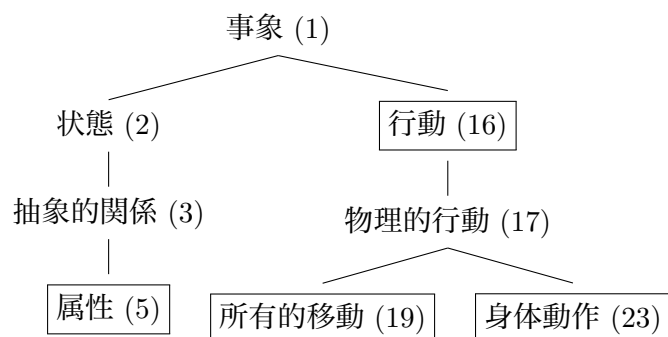 事象 (1)
状態 (2)
行動 (16)
抽象的関係 (3)
物理的行動 (17)
属性 (5)
所有的移動 (19)
身体動作 (23)